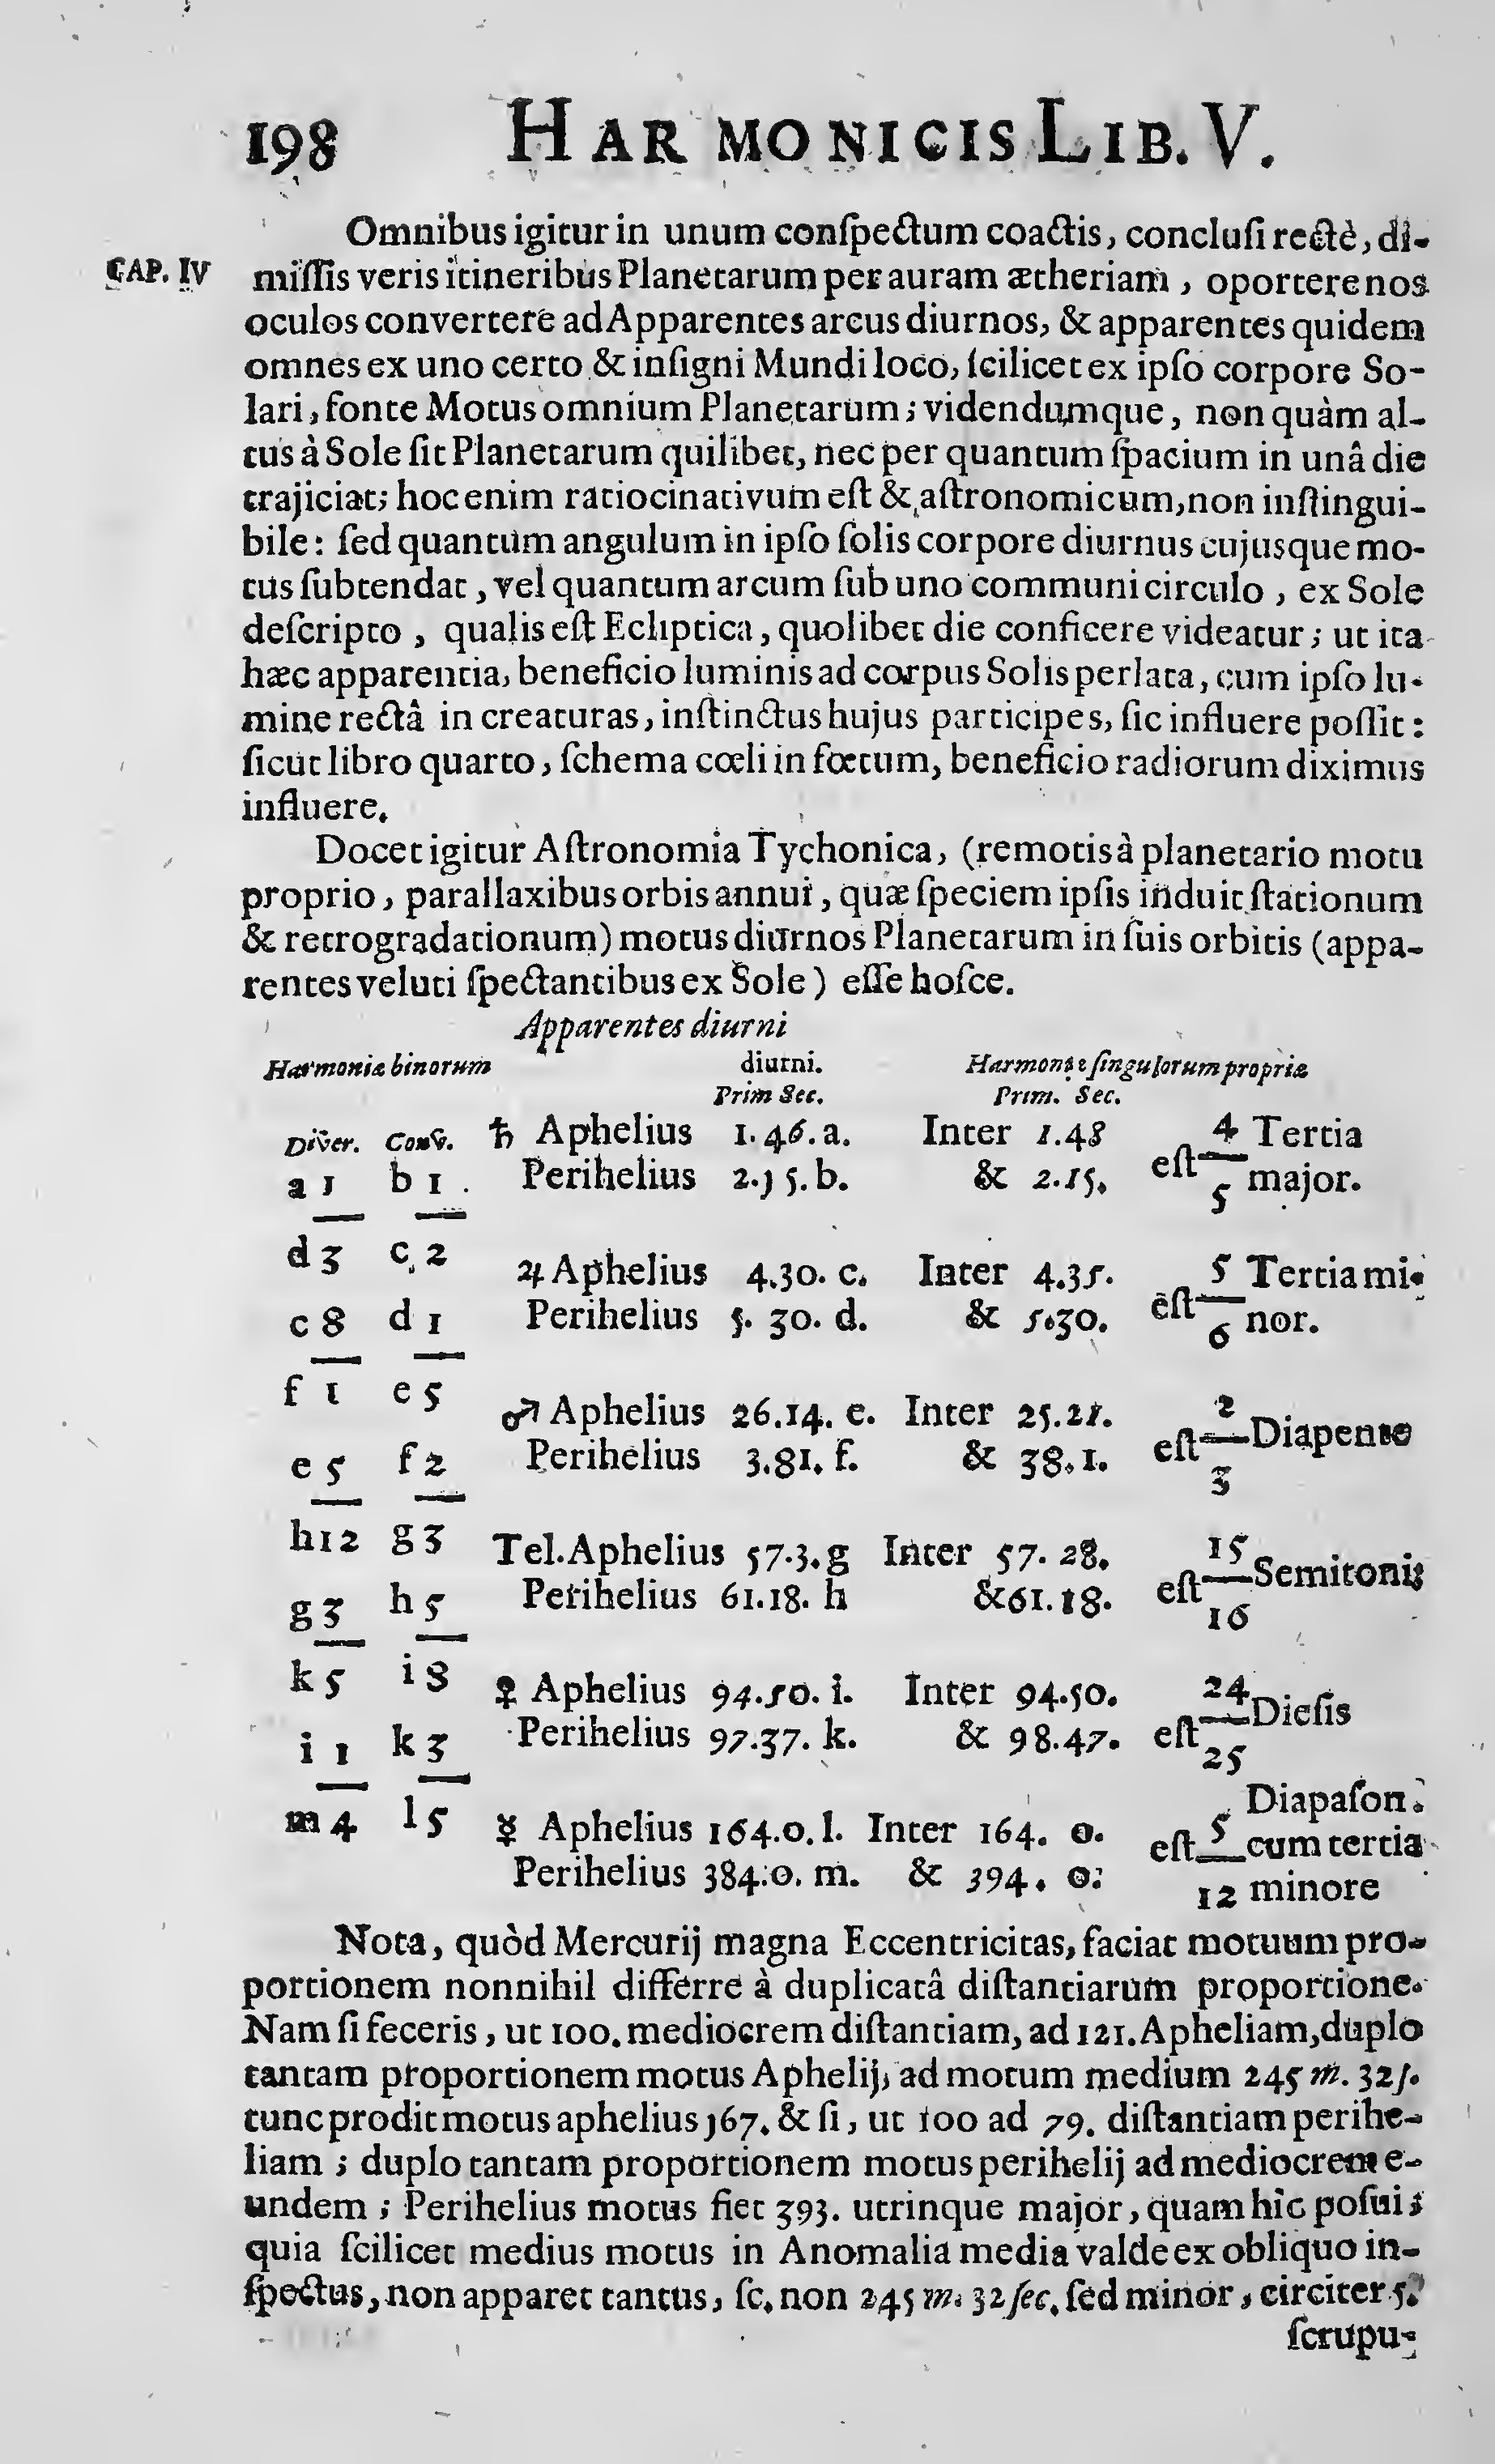 198 HARMONICIS LIB. V.
Omnibus igitur in unum conſpectum coactis, concluſi rectè, di-
CAP. IV miſſis veris itineribus Planetarum per auram ætheriam, oportere nos
oculos convertere ad Apparentes arcus diurnos, & apparentes quidem
omnes ex uno certo & inſigni Mundi loco, ſcilicet ex ipſo corpore So-
lari, fonte Motus omnium Planetarum; videndumque, non quàm al-
tus à Sole ſit Planetarum quilibet, nec per quantum ſpacium in unâ die
trajiciat; hoc enim ratiocinativum eſt & aſtronomicum, non inſtingui-
bile: ſed quantum angulum in ipſo ſolis corpore diurnus cujusque mo-
tus ſubtendat, vel quantum arcum ſub uno communi circulo, ex Sole
deſcripto, qualis eſt Ecliptica, quolibet die conficere videatur; ut ita
hæc apparentia, beneficio luminis ad corpus Solis perlata, cum ipſo lu-
mine rectâ in creaturas, inſtinctus hujus participes, ſic influere poſſit:
ſicut libro quarto, ſchema cœli in fœtum, beneficio radiorum diximus
influere.
Docet igitur Aſtronomia Tychonica, (remotis à planetario motu
proprio, parallaxibus orbis annui, quæ ſpeciem ipſis induit ſtationum
& retrogradationum) motus diurnos Planetarum in ſuis orbitis (appa-
rentes veluti ſpectantibus ex Sole) eſſe hoſce.
Apparentes diurni
Harmoniæ binorum diurni. Harmoniæ ſingulorum propriæ
Prim Sec. Prim. Sec.
Diver. Conv. ♄ Aphelius 1.46.a. Inter 1.48 eſt 4 Tertia
a 1 b 1. Perihelius 2.15.b. & 2.15. 5 major.
d 3 c 2 ♃ Aphelius 4.30. c. Inter 4.35. eſt 5 Tertia mi-
c 8 d 1 Perihelius 5. 30. d. & 5.30. 6 nor.
f 1 e 5 ♂ Aphelius 26.14. e. Inter 25.21. eſt 2 Diapente
e 5 f 2 Perihelius 3.81. f. & 38.1. 3
h 12 g 3 Tel. Aphelius 57.3.g Inter 57. 28. eſt 15 Semitoniũ
g 3 h 5 Perihelius 61.18. h & 61.18. 16
k 5 i 8 ♀ Aphelius 94.50. i. Inter 94.50. eſt 24 Dieſis
i 1 k 3 Perihelius 97.37. k. & 98.47. 25
m 4 l 5 ☿ Aphelius 164.0. l. Inter 164. 0. eſt 5 Diapaſon
cum tertia
Perihelius 384.0. m. & 394. 0. 12 minore
Nota, quòd Mercurij magna Eccentricitas, faciat motuum pro-
portionem nonnihil differre à duplicatâ diſtantiarum proportione.
Nam ſi feceris, ut 100. mediocrem diſtantiam, ad 121. Apheliam, duplo
tantam proportionem motus Aphelij, ad motum medium 245 m. 32 ſ.
tunc prodit motus aphelius 167. & ſi, ut 100 ad 79. diſtantiam perihe-
liam; duplo tantam proportionem motus perihelij ad mediocrem e-
undem; Perihelius motus fiet 393. utrinque major, quam hîc poſui;
quia ſcilicet medius motus in Anomalia media valde ex obliquo in-
ſpectus, non apparet tantus, ſc. non 245 m. 32 ſec. ſed minor, circiter 5.
ſcrupu-